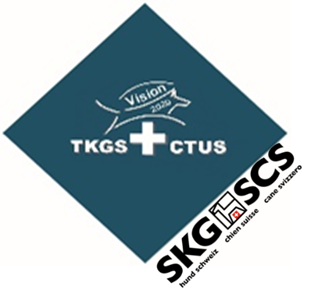 Vision
2020
TKGS CTUS
SKG SCS
hund schweiz chien suisse cane svizzero